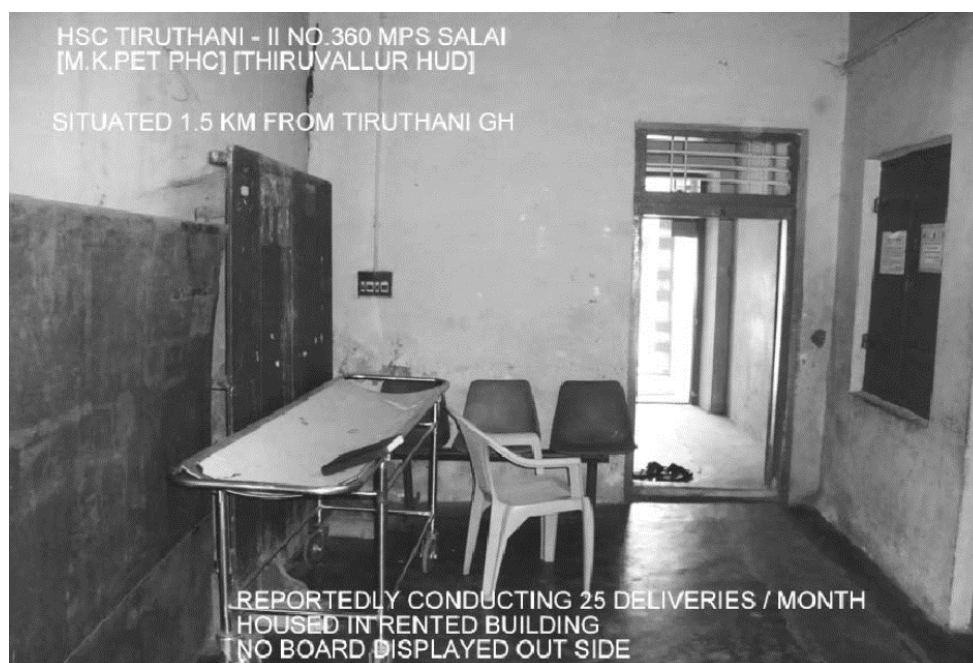 HSC TIRUTHANI - II NO.360 MPS SALAI
[M.K.PET PHC] [THIRUVALLUR HUD]
SITUATED 1.5 KM FROM TIRUTHANI GH
REPORTEDLY CONDUCTING 25 DELIVERIES / MONTH
HOUSED IN RENTED BUILDING
NO BOARD DISPLAYED OUT SIDE